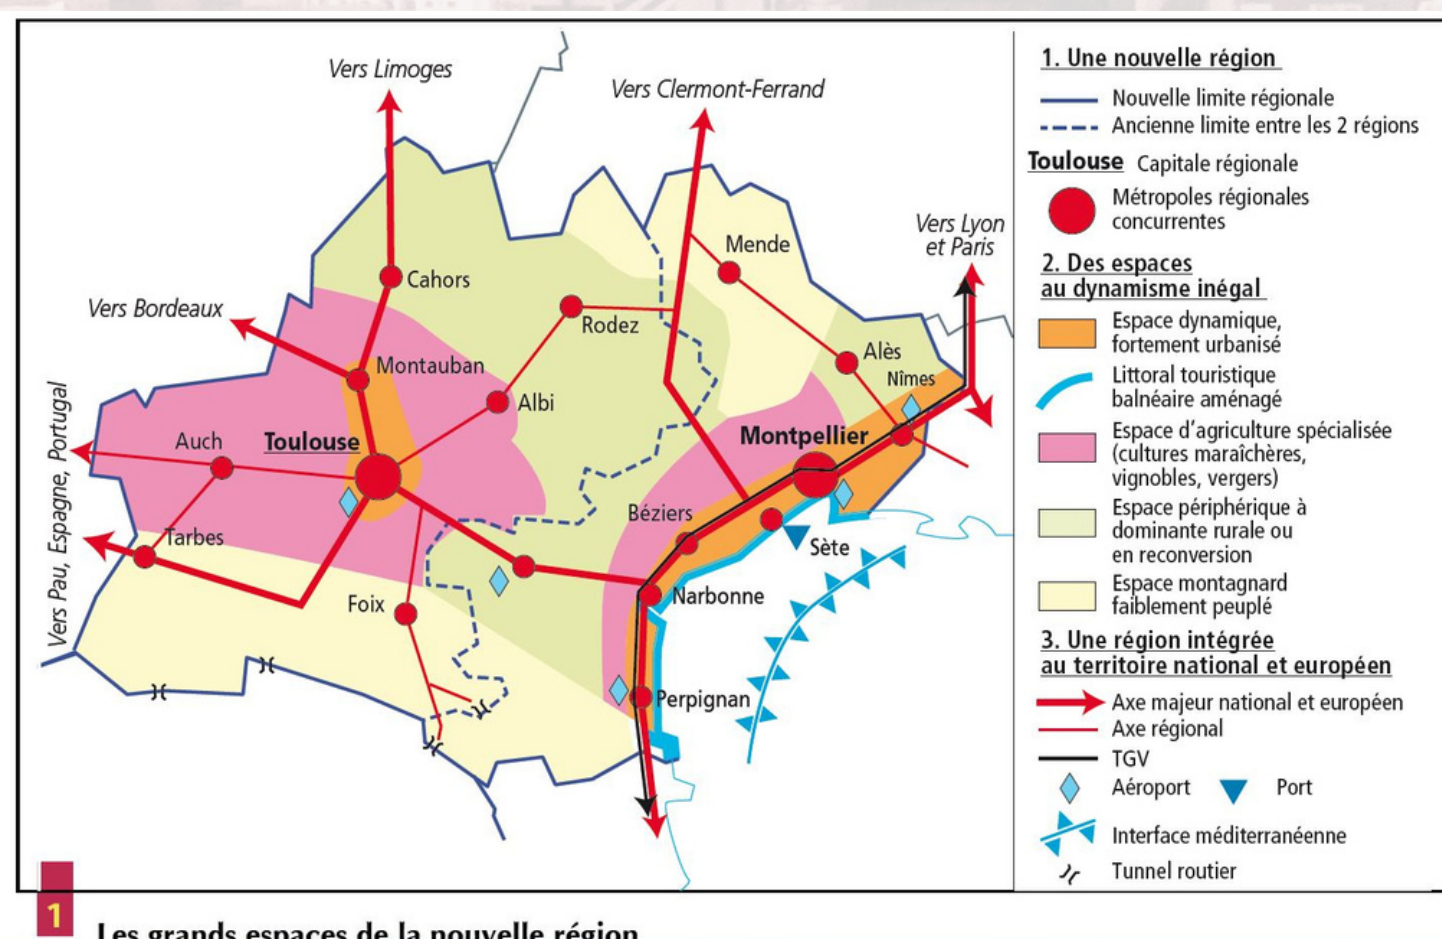 Vers Limoges
Vers Clermont-Ferrand
Vers Lyon
et Paris
Vers Bordeaux
Vers Pau, Espagne, Portugal
Cahors
Mende
Rodez
Montauban
Alès
Nîmes
Albi
Auch
Toulouse
Montpellier
Béziers
Sète
Tarbes
Foix
Narbonne
Perpignan
1. Une nouvelle région
Nouvelle limite régionale
Ancienne limite entre les 2 régions
Toulouse Capitale régionale
Métropoles régionales
concurrentes
2. Des espaces
au dynamisme inégal
Espace dynamique,
fortement urbanisé
Littoral touristique
balnéaire aménagé
Espace d'agriculture spécialisée
(cultures maraîchères,
vignobles, vergers)
Espace périphérique à
dominante rurale ou
en reconversion
Espace montagnard
faiblement peuplé
3. Une région intégrée
au territoire national et européen
Axe majeur national et européen
Axe régional
TGV
Aéroport Port
Interface méditerranéenne
Tunnel routier
1
Les grands espaces de la nouvelle région